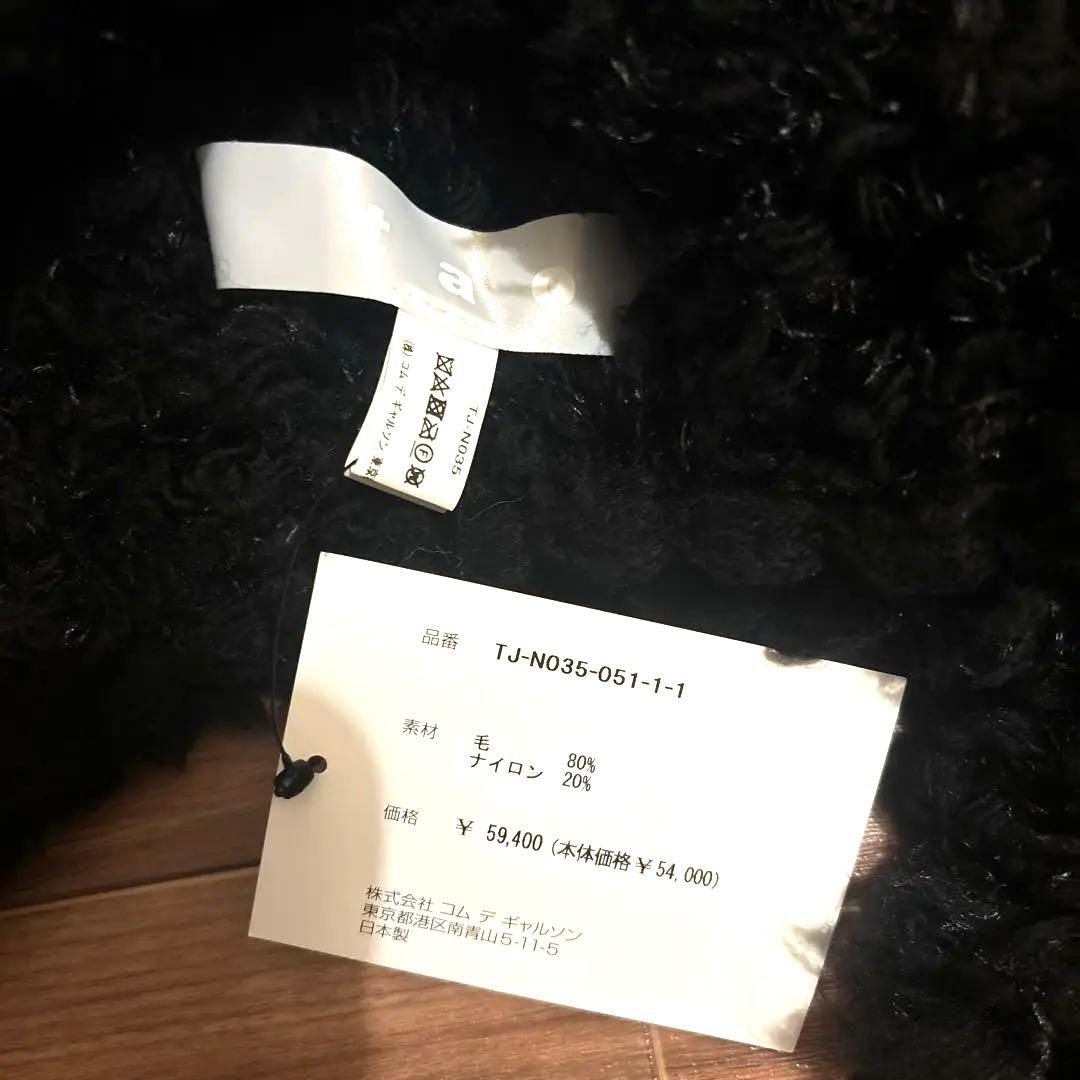 tao
TJ-N035
(株) コム デ ギャルソン 東京
品番 TJ-N035-051-1-1
素材 毛 80%
ナイロン 20%
価格 ¥ 59,400 (本体価格 ¥ 54,000)
株式会社 コム デ ギャルソン
東京都港区南青山5-11-5
日本製